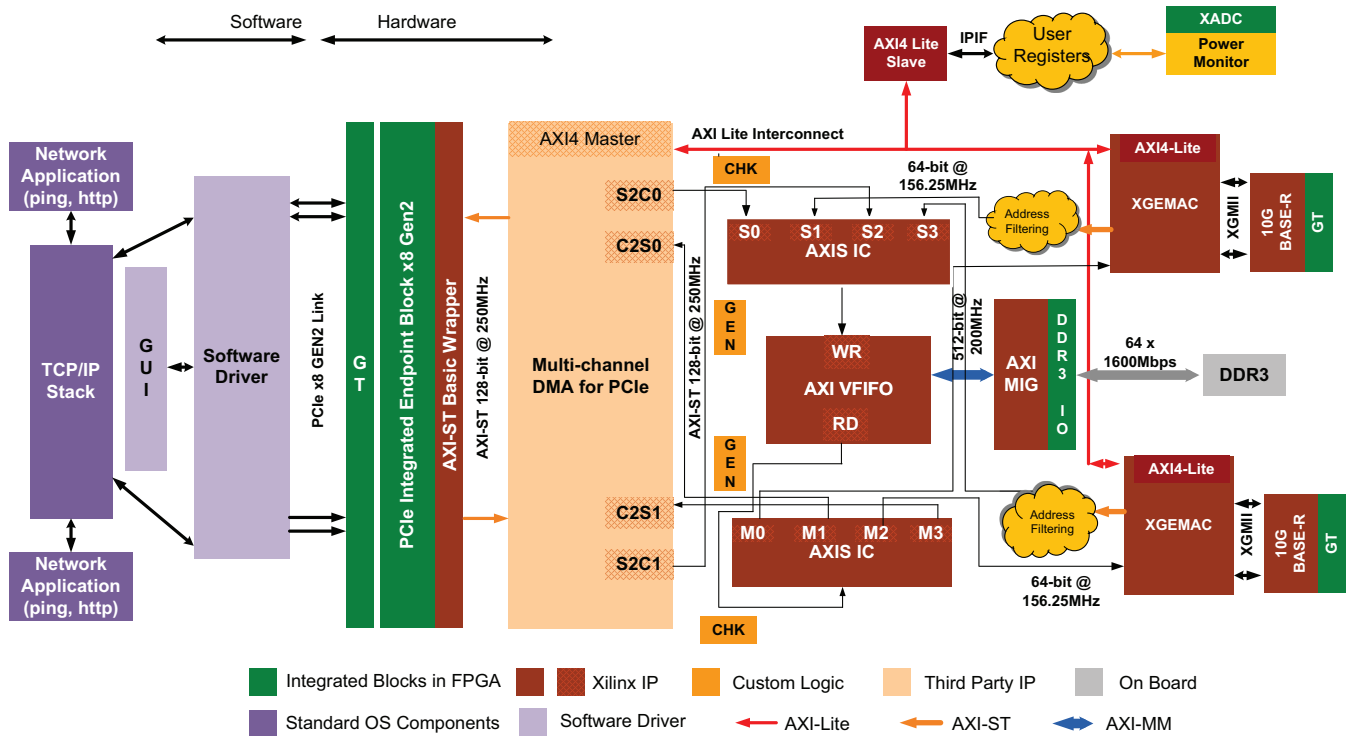 Software
Hardware
XADC
Power
Monitor
AXI4 Lite
Slave
IPIF
User
Registers
Network
Application
(ping, http)
TCP/IP
Stack
Network
Application
(ping, http)
G
U
I
Software
Driver
PCIe x8 GEN2 Link
G
T
PCIe Integrated Endpoint Block x8 Gen2
AXI-ST Basic Wrapper
AXI-ST 128-bit @ 250MHz
AXI4 Master
S2C0
C2S0
Multi-channel
DMA for PCIe
C2S1
S2C1
AXI Lite Interconnect
CHK
64-bit @
156.25MHz
S0
S1
S2
S3
AXIS IC
AXI-ST 128-bit @ 250MHz
G
E
N
WR
AXI VFIFO
RD
G
E
N
512-bit @
200MHz
AXI
MIG
D
D
R
3
I
O
64 x
1600Mbps
DDR3
Address
Filtering
AXI4-Lite
XGEMAC
XGMII
10G
BASE-R
GT
M0
M1
M2
M3
AXIS IC
CHK
Address
Filtering
64-bit @
156.25MHz
AXI4-Lite
XGEMAC
XGMII
10G
BASE-R
GT
Integrated Blocks in FPGA
Xilinx IP
Custom Logic
Third Party IP
On Board
Standard OS Components
Software Driver
AXI-Lite
AXI-ST
AXI-MM